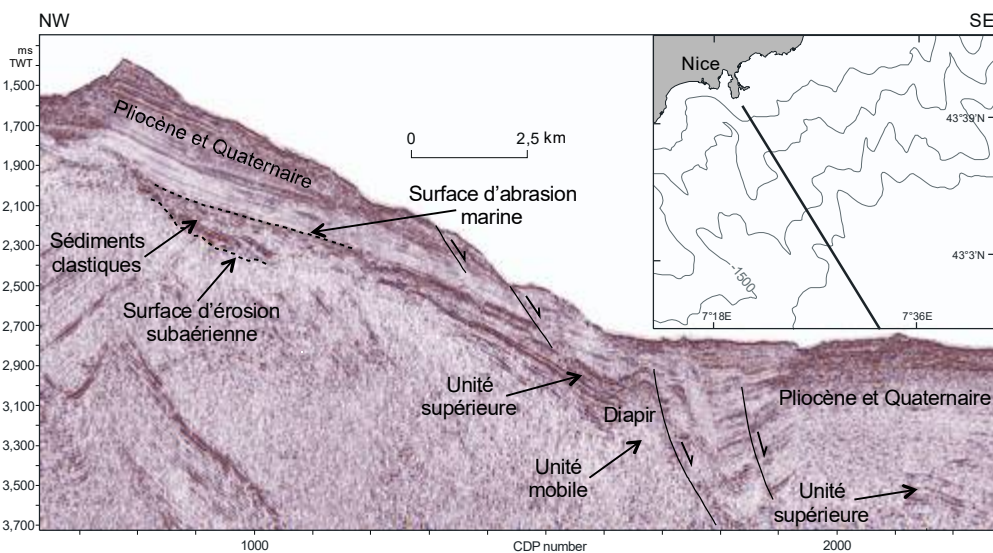 NW
SE
ms
TWT
1,500
1,700
1,900
2,100
2,300
2,500
2,700
2,900
3,100
3,300
3,500
3,700
Pliocène et Quaternaire
0
2,5 km
Surface d'abrasion
marine
Sédiments
clastiques
Surface d'érosion
subaérienne
Unité
supérieure
Diapir
Unité
mobile
Pliocène et Quaternaire
Unité
supérieure
Nice
43°39'N
43°3'N
-1500
7°18E
7°36E
1000
CDP number
2000